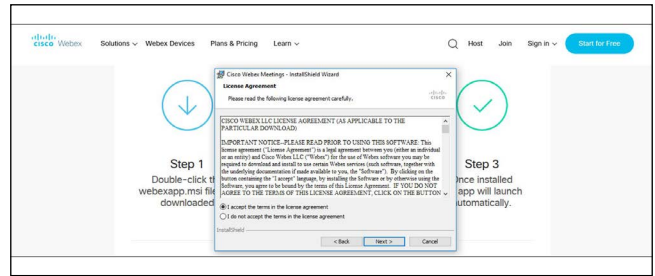 CISCO Webex Solutions Webex Devices Plans & Pricing Learn Host Join Sign in Start for Free
Cisco Webex Meetings - InstallShield Wizard
License Agreement
Please read the following license agreement carefully.
CISCO
CISCO WEBEX LLC LICENSE AGREEMENT (AS APPLICABLE TO THE
PARTICULAR DOWNLOAD)
IMPORTANT NOTICE--PLEASE READ PRIOR TO USING THIS SOFTWARE: This
license agreement ("License Agreement") is a legal agreement between you (either an individual
or an entity) and Cisco Webex LLC ("Webex") for the use of Webex software you may be
required to download and install to use certain Webex services (such software, together with
the underlying documentation if made available to you, the "Software"). By clicking on the
button containing the "I accept" language, by installing the Software or by otherwise using the
Software, you agree to be bound by the terms of this License Agreement. IF YOU DO NOT
AGREE TO THE TERMS OF THIS LICENSE AGREEMENT, CLICK ON THE BUTTON
I accept the terms in the license agreement
I do not accept the terms in the license agreement
InstallShield
< Back Next > Cancel
Step 1
Double-click th
webexapp.msi file
downloaded
Step 3
Once installed
app will launch
automatically.